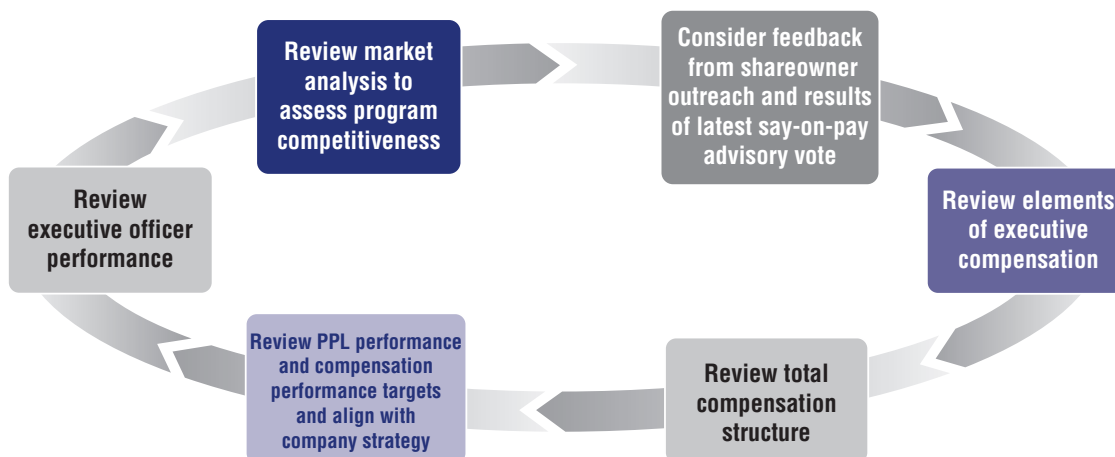 Review market
analysis to
assess program
competitiveness
Consider feedback
from shareowner
outreach and results
of latest say-on-pay
advisory vote
Review elements
of executive
compensation
Review total
compensation
structure
Review PPL performance
and compensation
performance targets
and align with
company strategy
Review
executive officer
performance